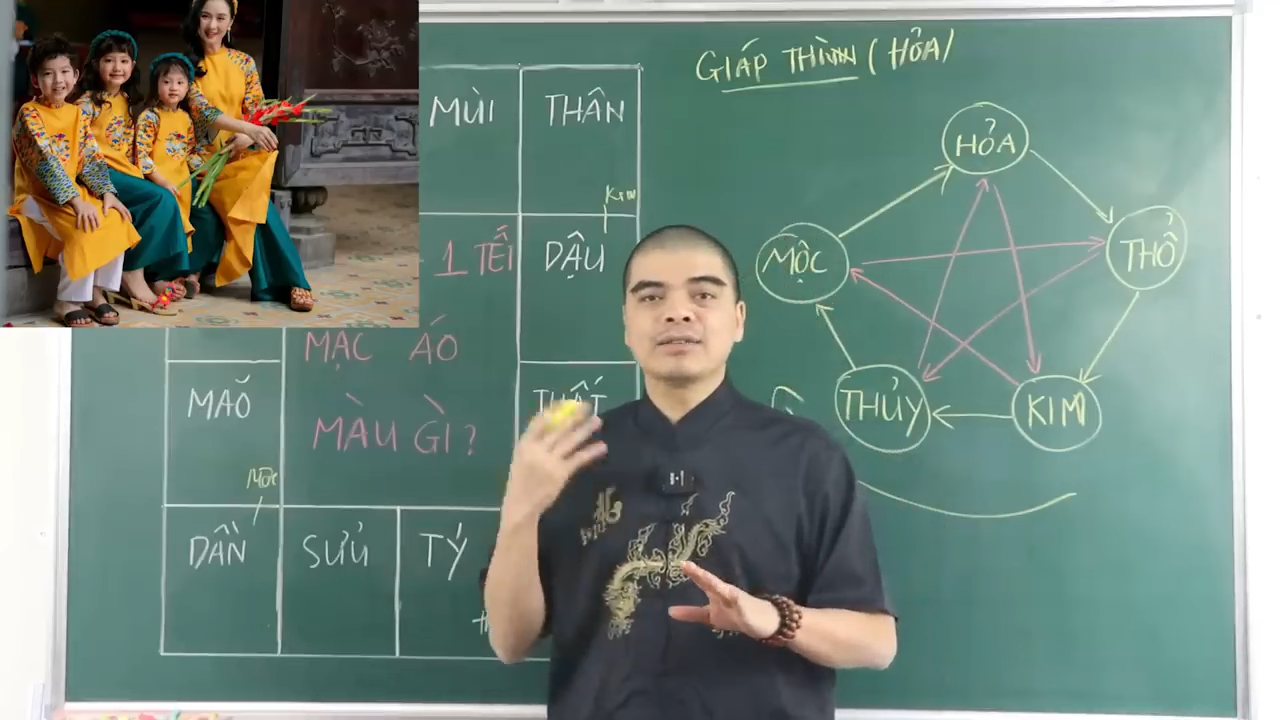 GIÁP THÌNH (HỎA)
MÙI THÂN
HỎA
Kim
1 TẾT DẬU
MỘC THỔ
MẶC ÁO
MÃO
MÀU GÌ?
THỦY KIM
Mộc
DẦN SỬU TÝ